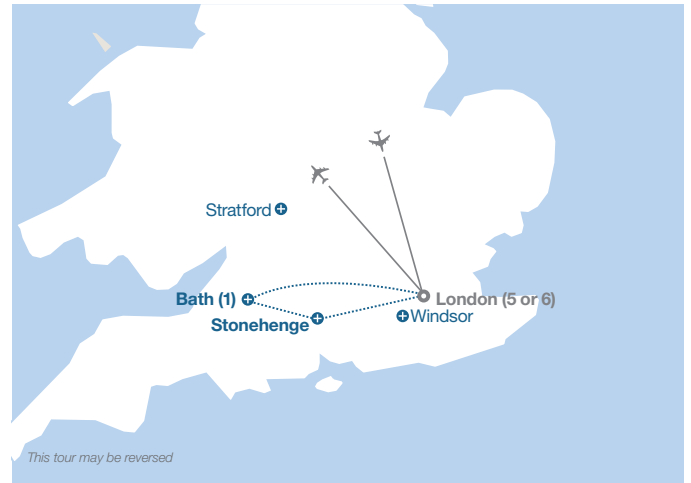 Stratford
Bath (1)
London (5 or 6)
Stonehenge
Windsor
This tour may be reversed